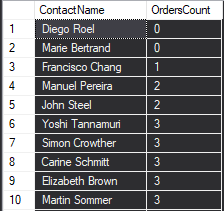 ContactName OrdersCount
1 Diego Roel 0
2 Marie Bertrand 0
3 Francisco Chang 1
4 Manuel Pereira 2
5 John Steel 2
6 Yoshi Tannamuri 3
7 Simon Crowther 3
8 Carine Schmitt 3
9 Elizabeth Brown 3
10 Martin Sommer 3